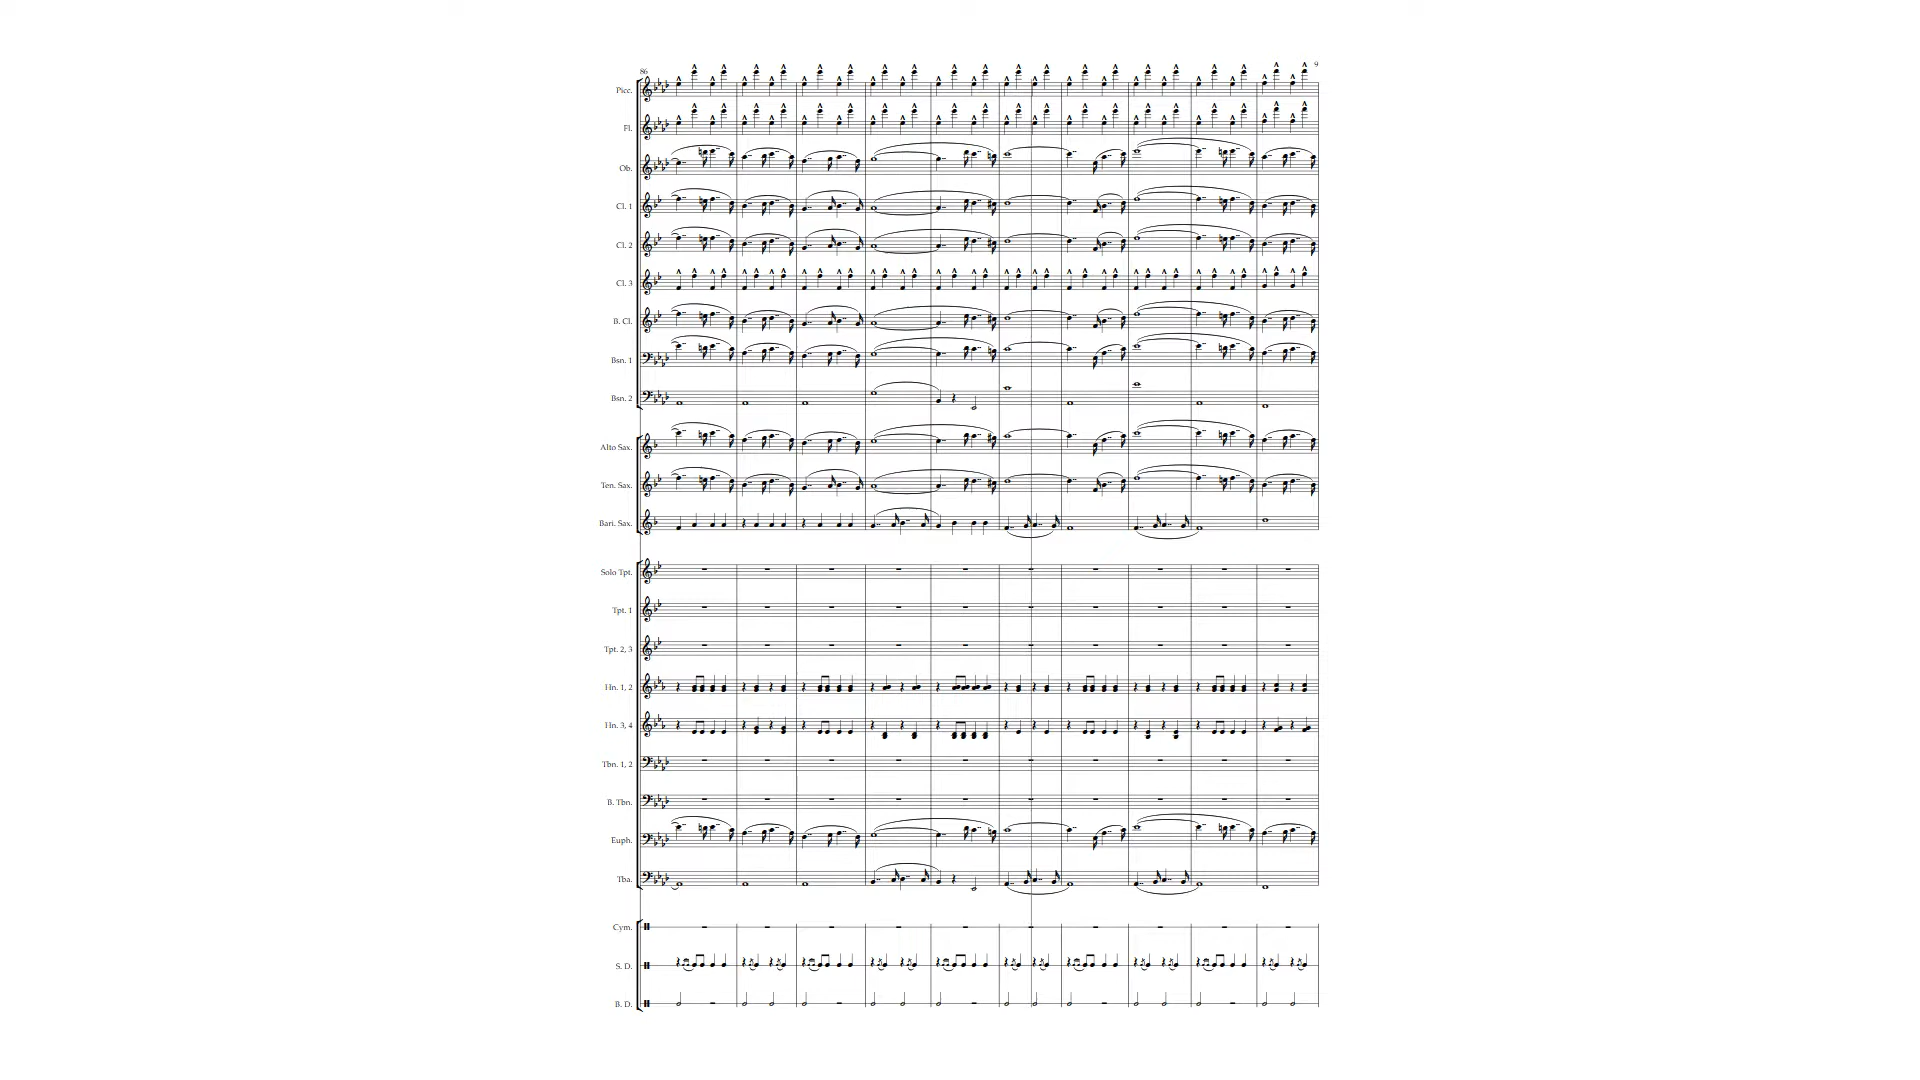 86
9
Picc.
Fl.
Ob.
Cl. 1
Cl. 2
Cl. 3
B. Cl.
Bsn. 1
Bsn. 2
Alto Sax.
Ten. Sax.
Bari. Sax.
Solo Tpt.
Tpt. 1
Tpt. 2, 3
Hn. 1, 2
Hn. 3, 4
Tbn. 1, 2
B. Tbn.
Euph.
Tba.
Cym.
S. D.
B. D.